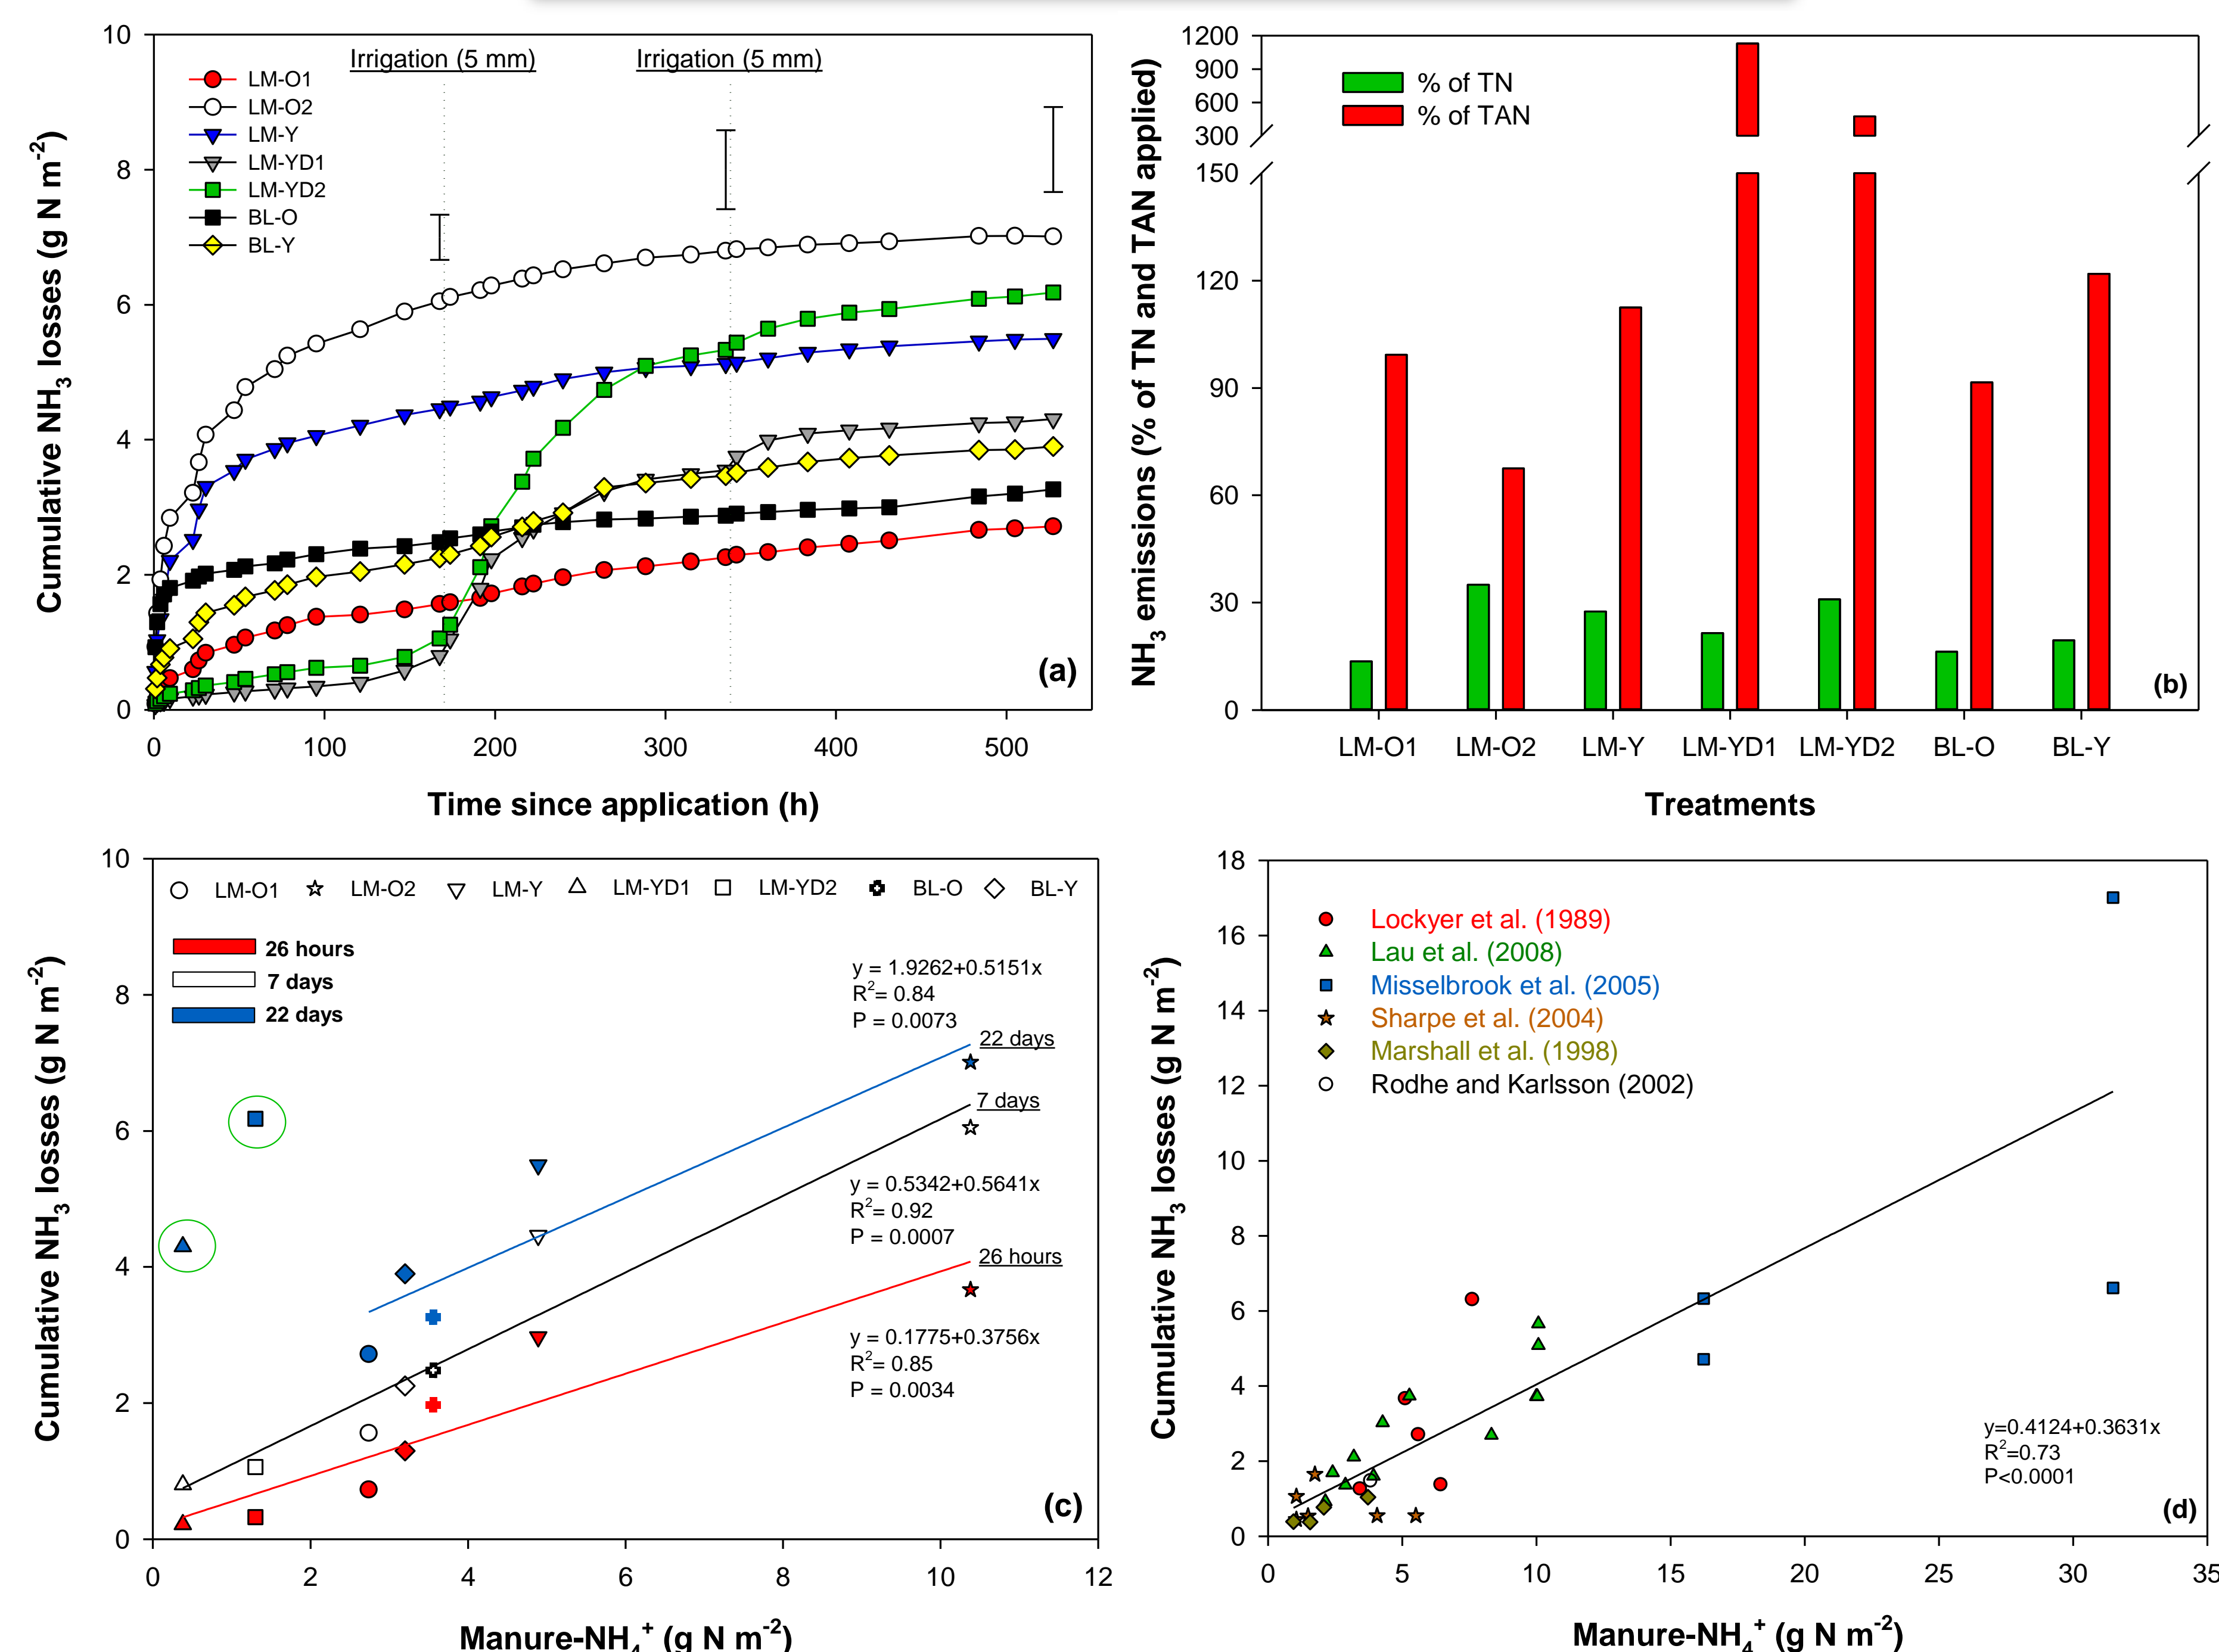 Irrigation (5 mm)
Irrigation (5 mm)
LM-O1
LM-O2
LM-Y
LM-YD1
LM-YD2
BL-O
BL-Y
10
8
6
4
2
0
Cumulative NH3 losses (g N m-2)
(a)
0 100 200 300 400 500
Time since application (h)
% of TN
% of TAN
1200
900
600
300
150
120
90
60
30
0
NH3 emissions (% of TN and TAN applied)
(b)
LM-O1 LM-O2 LM-Y LM-YD1 LM-YD2 BL-O BL-Y
Treatments
LM-O1 LM-O2 LM-Y LM-YD1 LM-YD2 BL-O BL-Y
26 hours
7 days
22 days
y = 1.9262+0.5151x
R2= 0.84
P = 0.0073
22 days
7 days
y = 0.5342+0.5641x
R2= 0.92
P = 0.0007
26 hours
y = 0.1775+0.3756x
R2= 0.85
P = 0.0034
10
8
6
4
2
0
Cumulative NH3 losses (g N m-2)
(c)
0 2 4 6 8 10 12
Manure-NH4+ (g N m-2)
Lockyer et al. (1989)
Lau et al. (2008)
Misselbrook et al. (2005)
Sharpe et al. (2004)
Marshall et al. (1998)
Rodhe and Karlsson (2002)
y=0.4124+0.3631x
R2=0.73
P<0.0001
18
16
14
12
10
8
6
4
2
0
Cumulative NH3 losses (g N m-2)
(d)
0 5 10 15 20 25 30 35
Manure-NH4+ (g N m-2)